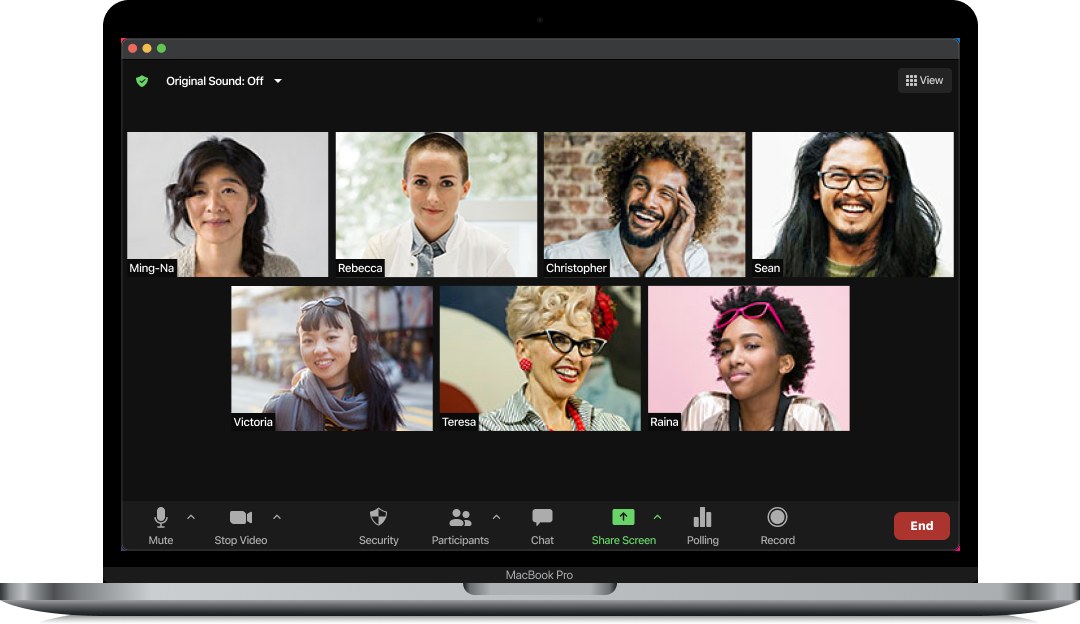 Original Sound: Off
View
Ming-Na
Rebecca
Christopher
Sean
Victoria
Teresa
Raina
Mute
Stop Video
Security
Participants
Chat
Share Screen
Polling
Record
End
MacBook Pro